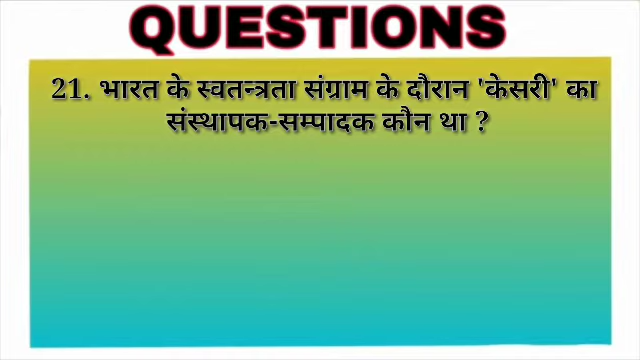 QUESTIONS
21. भारत के स्वतन्त्रता संग्राम के दौरान 'केसरी' का
संस्थापक-सम्पादक कौन था ?